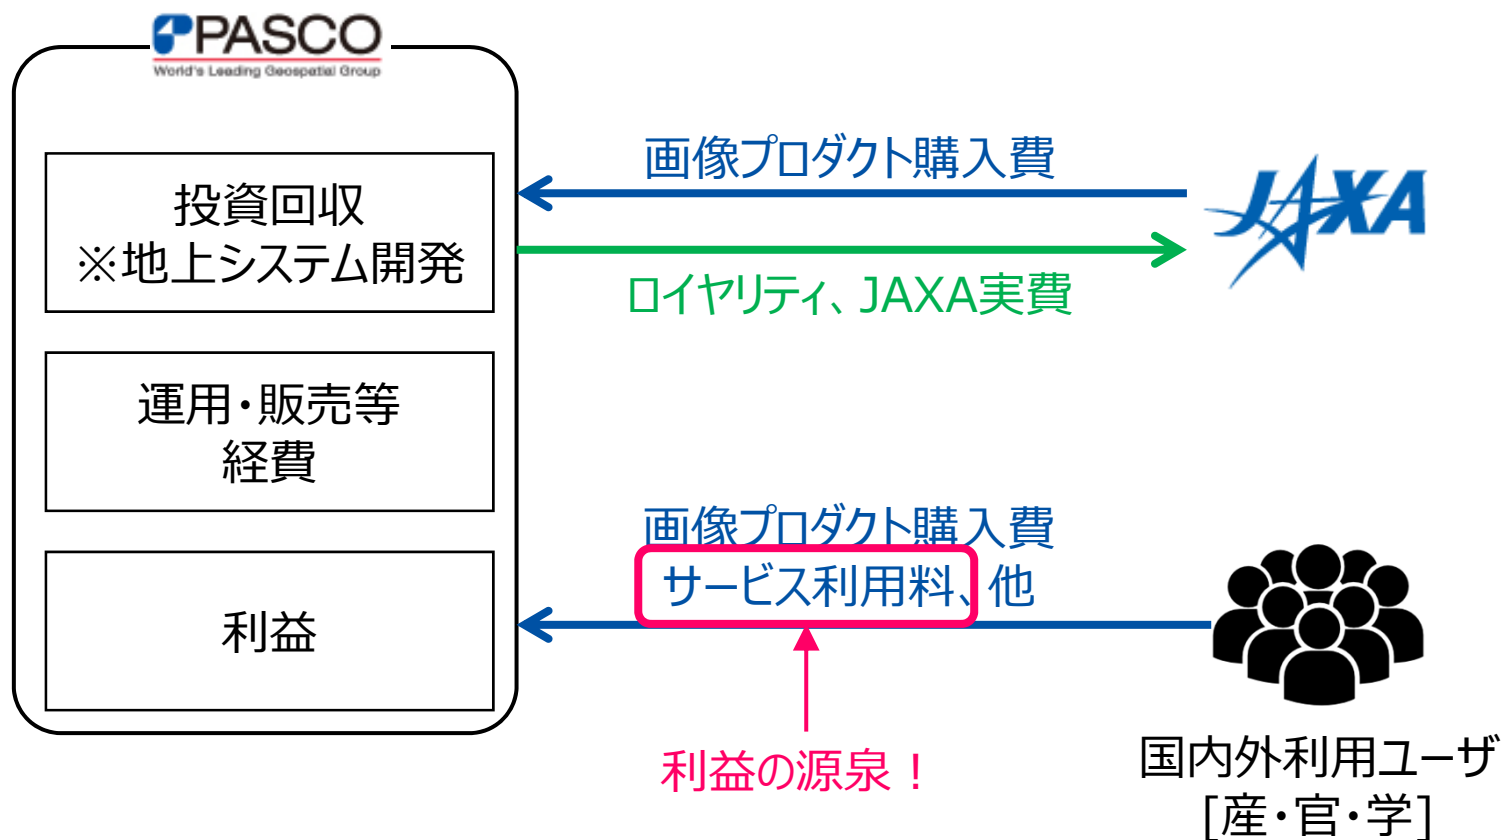 PASCO
World's Leading Geospatial Group
投資回収
※地上システム開発
運用・販売等
経費
利益
画像プロダクト購入費
JAXA
ロイヤリティ、JAXA実費
画像プロダクト購入費
サービス利用料、他
利益の源泉！
国内外利用ユーザ
[産・官・学]